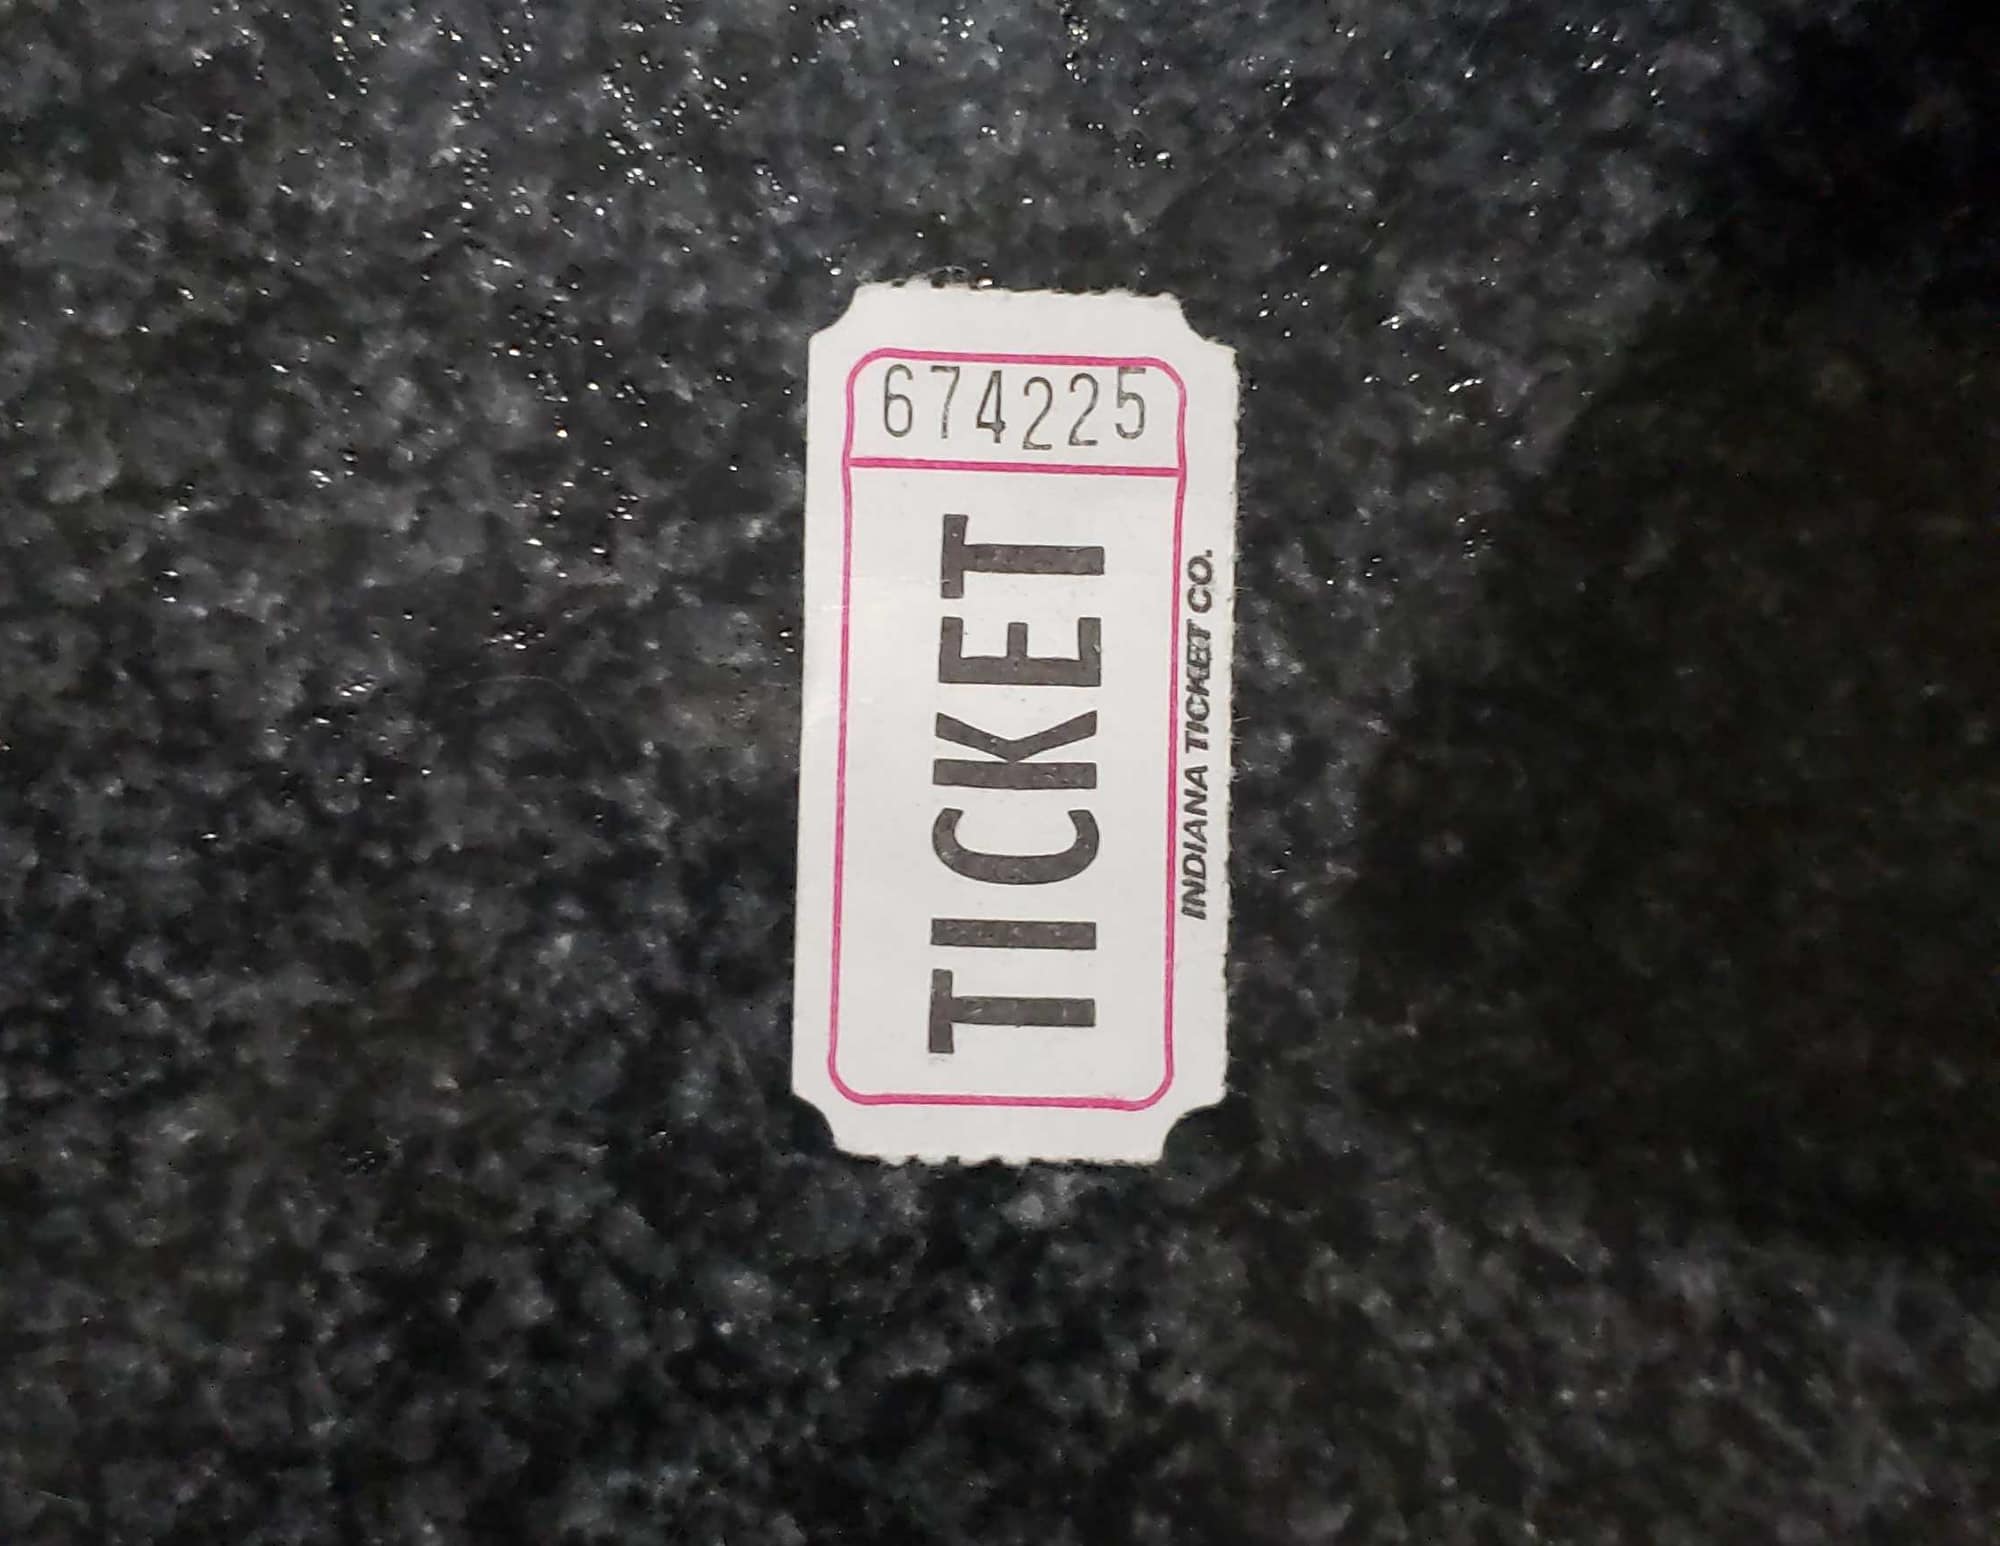 674225
TICKET
INDIANA TICKET CO.